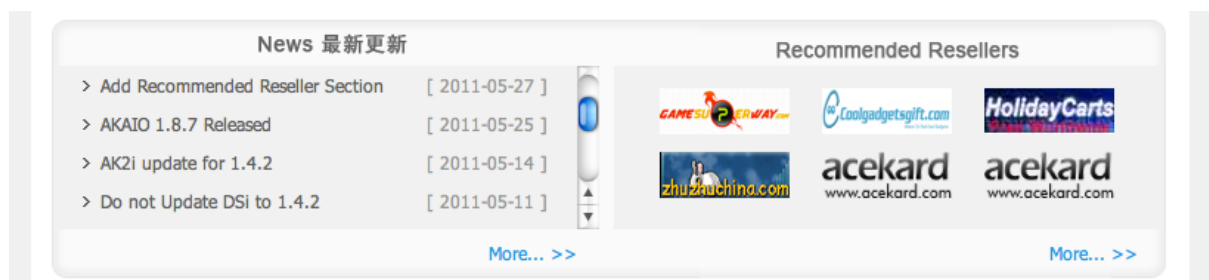 News 最新更新
> Add Recommended Reseller Section [ 2011-05-27 ]
> AKAIO 1.8.7 Released [ 2011-05-25 ]
> AK2i update for 1.4.2 [ 2011-05-14 ]
> Do not Update DSi to 1.4.2 [ 2011-05-11 ]
More... >>
Recommended Resellers
GAMESUPERWAY.com
Coolgadgetsgift.com
HolidayCarts
zhuzhuchina.com
acekard
www.acekard.com
acekard
www.acekard.com
More... >>